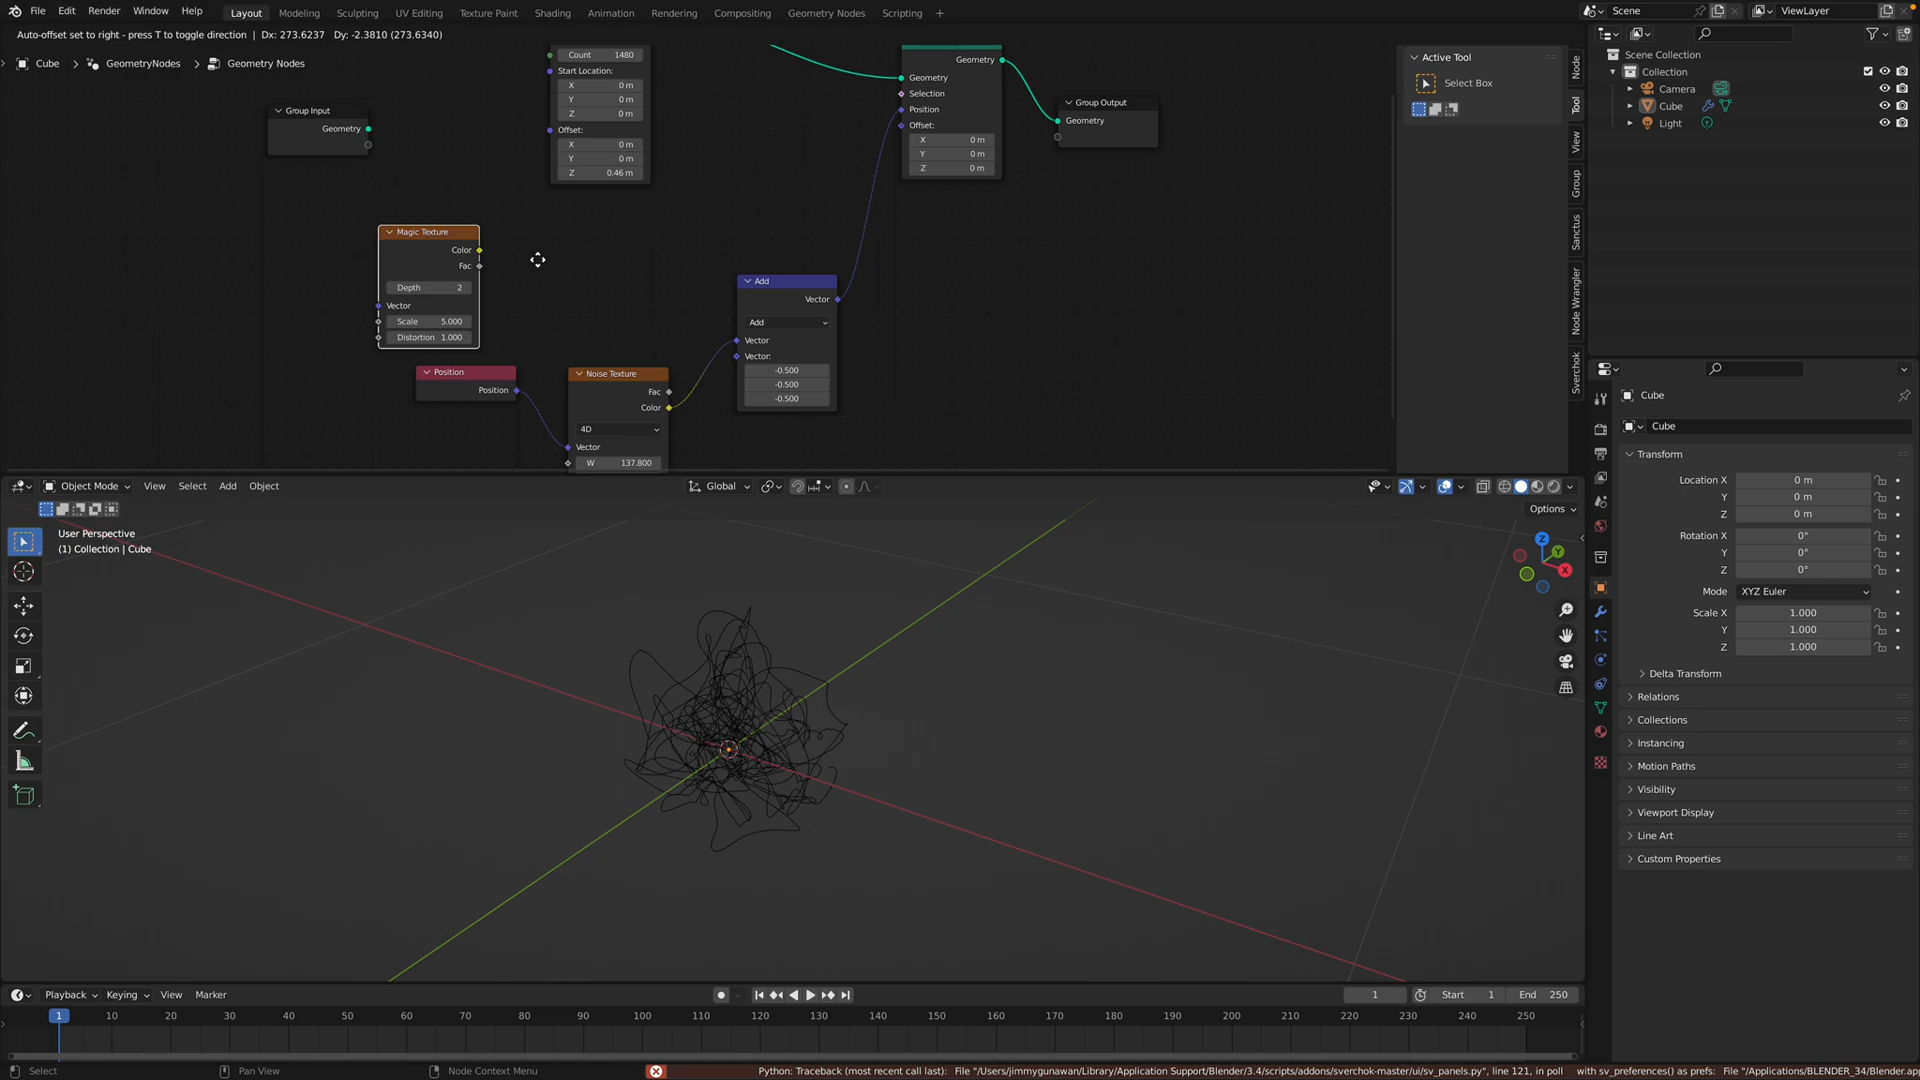 File Edit Render Window Help Layout Modeling Sculpting UV Editing Texture Paint Shading Animation Rendering Compositing Geometry Nodes Scripting + Scene ViewLayer
Auto-offset set to right - press T to toggle direction | Dx: 273.6237 Dy: -2.3810 (273.6340)
Cube GeometryNodes Geometry Nodes
Group Input
Geometry
Count 1480
Start Location:
X 0 m
Y 0 m
Z 0 m
Offset:
X 0 m
Y 0 m
Z 0.46 m
Geometry
Geometry
Selection
Position
Offset:
X 0 m
Y 0 m
Z 0 m
Group Output
Geometry
Magic Texture
Color
Fac
Depth 2
Vector
Scale 5.000
Distortion 1.000
Position
Position
Noise Texture
Fac
Color
4D
Vector
W 137.800
Add
Vector
Add
Vector
Vector:
-0.500
-0.500
-0.500
Active Tool
Select Box
Node
Tool
View
Group
Sanctus
Node Wrangler
Sverchok
Scene Collection
Collection
Camera
Cube
Light
Object Mode View Select Add Object Global
Options
User Perspective
(1) Collection | Cube
Z
Y
X
Cube
Cube
Transform
Location X 0 m
Y 0 m
Z 0 m
Rotation X 0°
Y 0°
Z 0°
Mode XYZ Euler
Scale X 1.000
Y 1.000
Z 1.000
Delta Transform
Relations
Collections
Instancing
Motion Paths
Visibility
Viewport Display
Line Art
Custom Properties
Playback Keying View Marker 1 Start 1 End 250
1 10 20 30 40 50 60 70 80 90 100 110 120 130 140 150 160 170 180 190 200 210 220 230 240 250
Select Pan View Node Context Menu Python: Traceback (most recent call last): File "/Users/jimmygunawan/Library/Application Support/Blender/3.4/scripts/addons/sverchok-master/ui/sv_panels.py", line 121, in poll with sv_preferences() as prefs: File "/Applications/BLENDER_34/Blender.ap